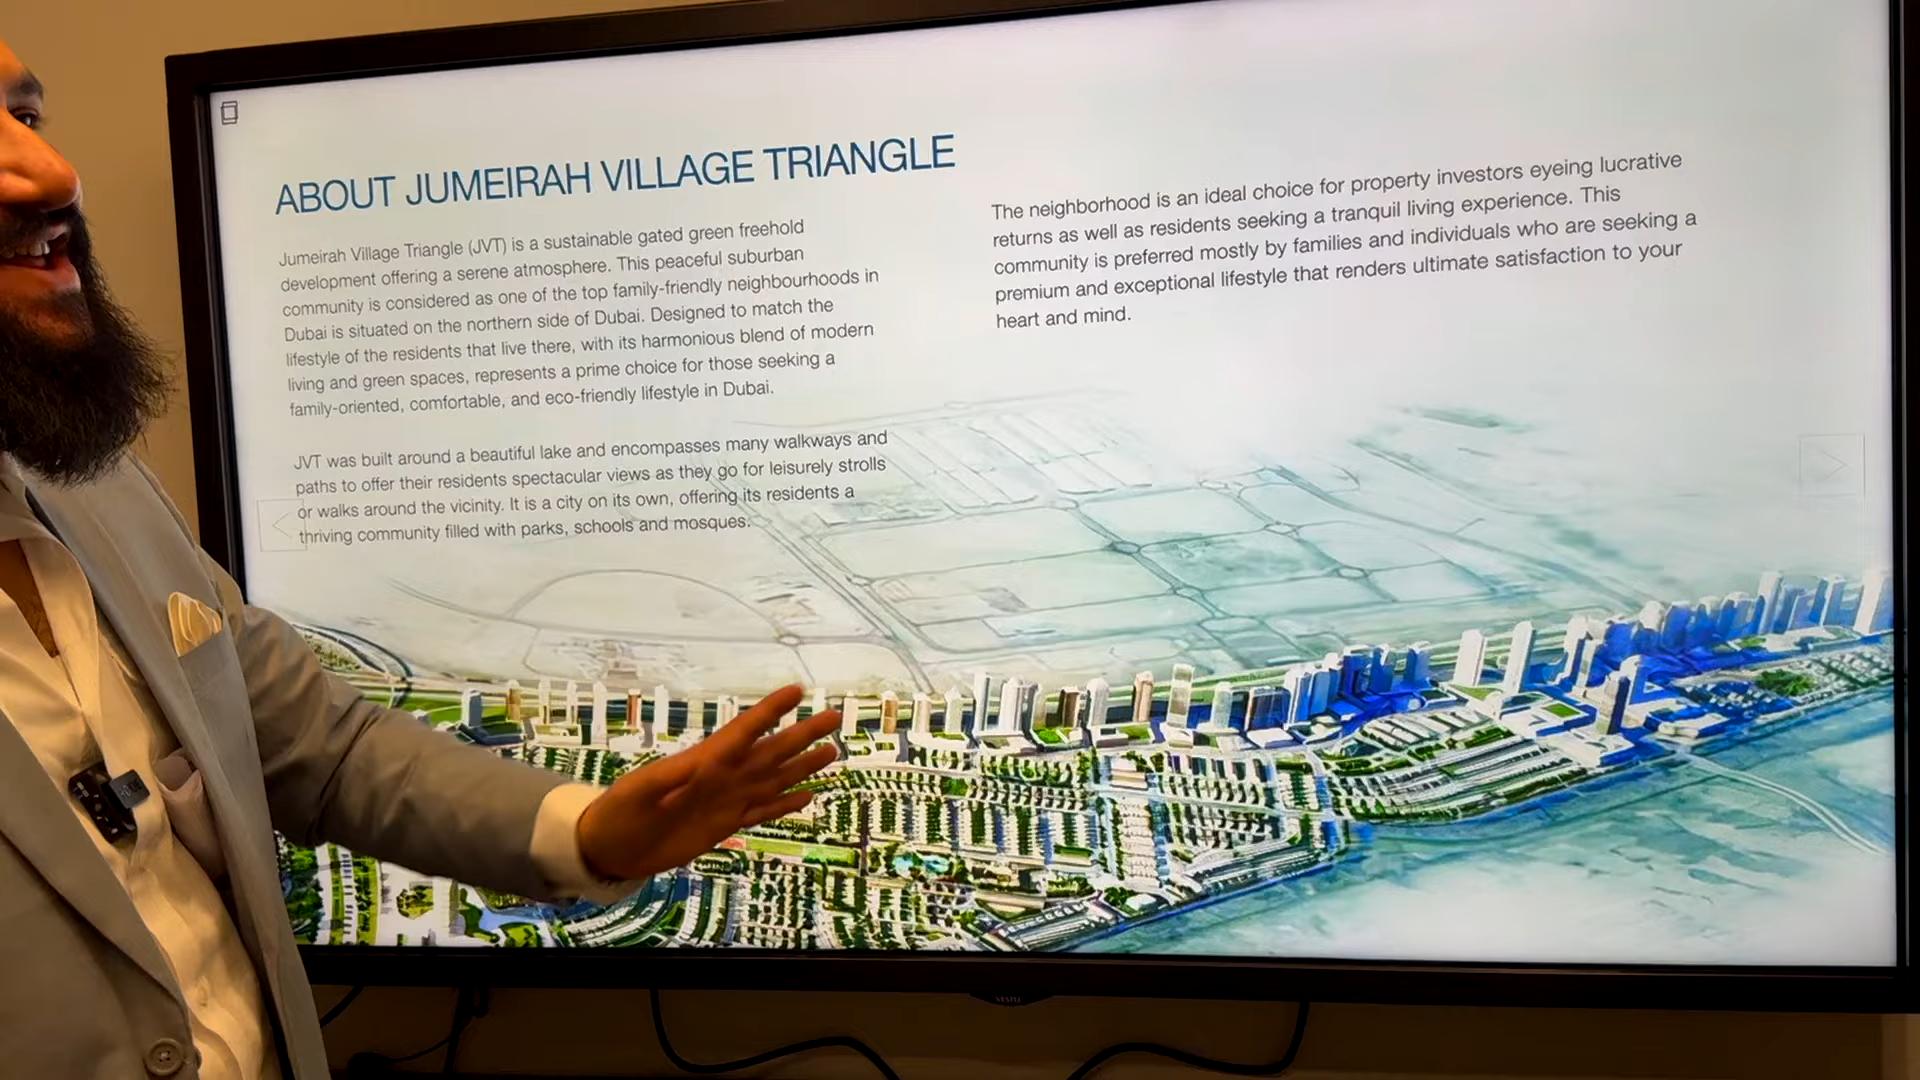 ABOUT JUMEIRAH VILLAGE TRIANGLE
Jumeirah Village Triangle (JVT) is a sustainable gated green freehold
development offering a serene atmosphere. This peaceful suburban
community is considered as one of the top family-friendly neighbourhoods in
Dubai is situated on the northern side of Dubai. Designed to match the
lifestyle of the residents that live there, with its harmonious blend of modern
living and green spaces, represents a prime choice for those seeking a
family-oriented, comfortable, and eco-friendly lifestyle in Dubai.
JVT was built around a beautiful lake and encompasses many walkways and
paths to offer their residents spectacular views as they go for leisurely strolls
or walks around the vicinity. It is a city on its own, offering its residents a
thriving community filled with parks, schools and mosques.
The neighborhood is an ideal choice for property investors eyeing lucrative
returns as well as residents seeking a tranquil living experience. This
community is preferred mostly by families and individuals who are seeking a
premium and exceptional lifestyle that renders ultimate satisfaction to your
heart and mind.